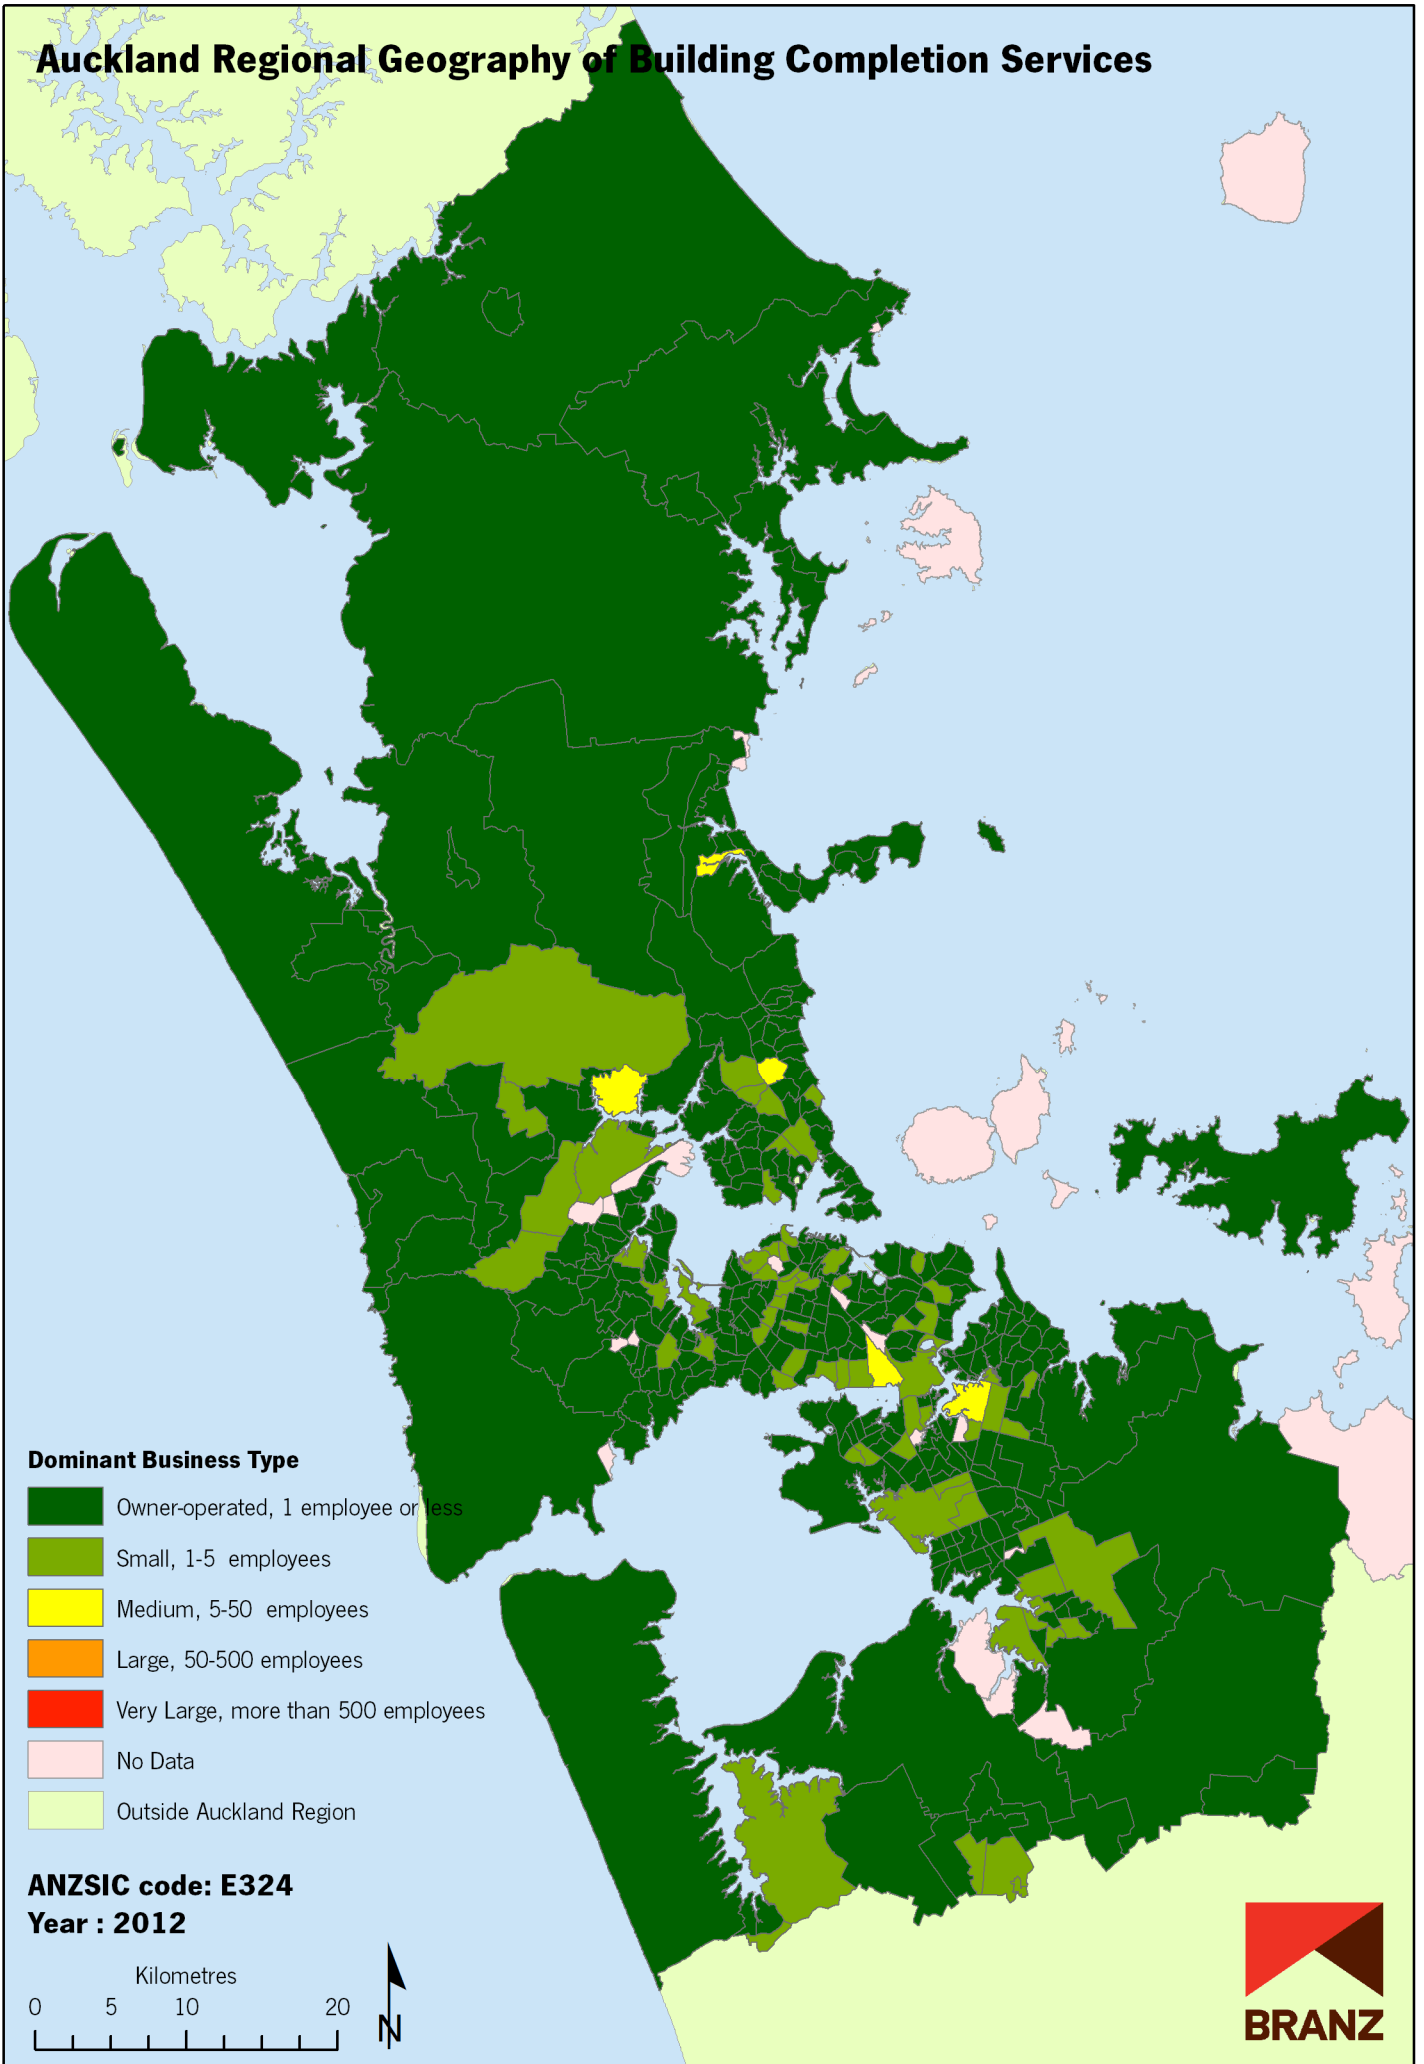 Auckland Regional Geography of Building Completion Services
Dominant Business Type
Owner-operated, 1 employee or less
Small, 1-5 employees
Medium, 5-50 employees
Large, 50-500 employees
Very Large, more than 500 employees
No Data
Outside Auckland Region
ANZSIC code: E324
Year : 2012
Kilometres
0 5 10 20
N
BRANZ